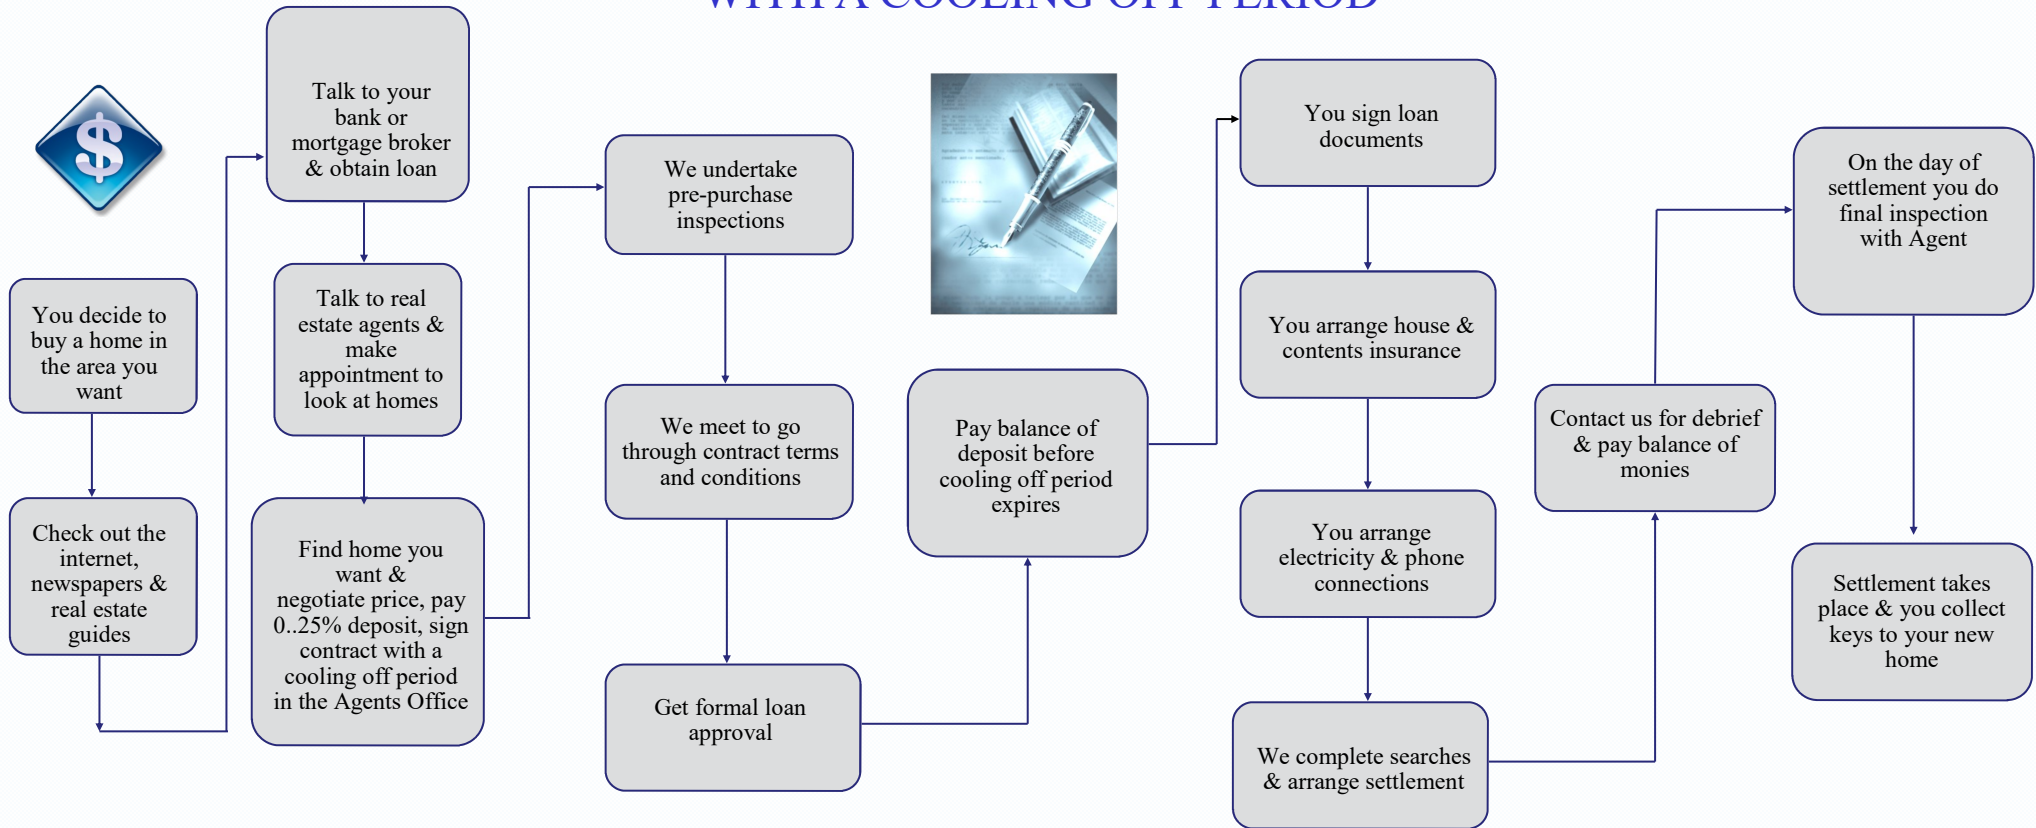 WITH A COOLING OFF PERIOD
You decide to
buy a home in
the area you
want
Check out the
internet,
newspapers &
real estate
guides
Talk to your
bank or
mortgage broker
& obtain loan
Talk to real
estate agents &
make
appointment to
look at homes
Find home you
want &
negotiate price, pay
0..25% deposit, sign
contract with a
cooling off period
in the Agents Office
We undertake
pre-purchase
inspections
We meet to go
through contract terms
and conditions
Get formal loan
approval
Pay balance of
deposit before
cooling off period
expires
You sign loan
documents
You arrange house &
contents insurance
You arrange
electricity & phone
connections
We complete searches
& arrange settlement
Contact us for debrief
& pay balance of
monies
On the day of
settlement you do
final inspection
with Agent
Settlement takes
place & you collect
keys to your new
home